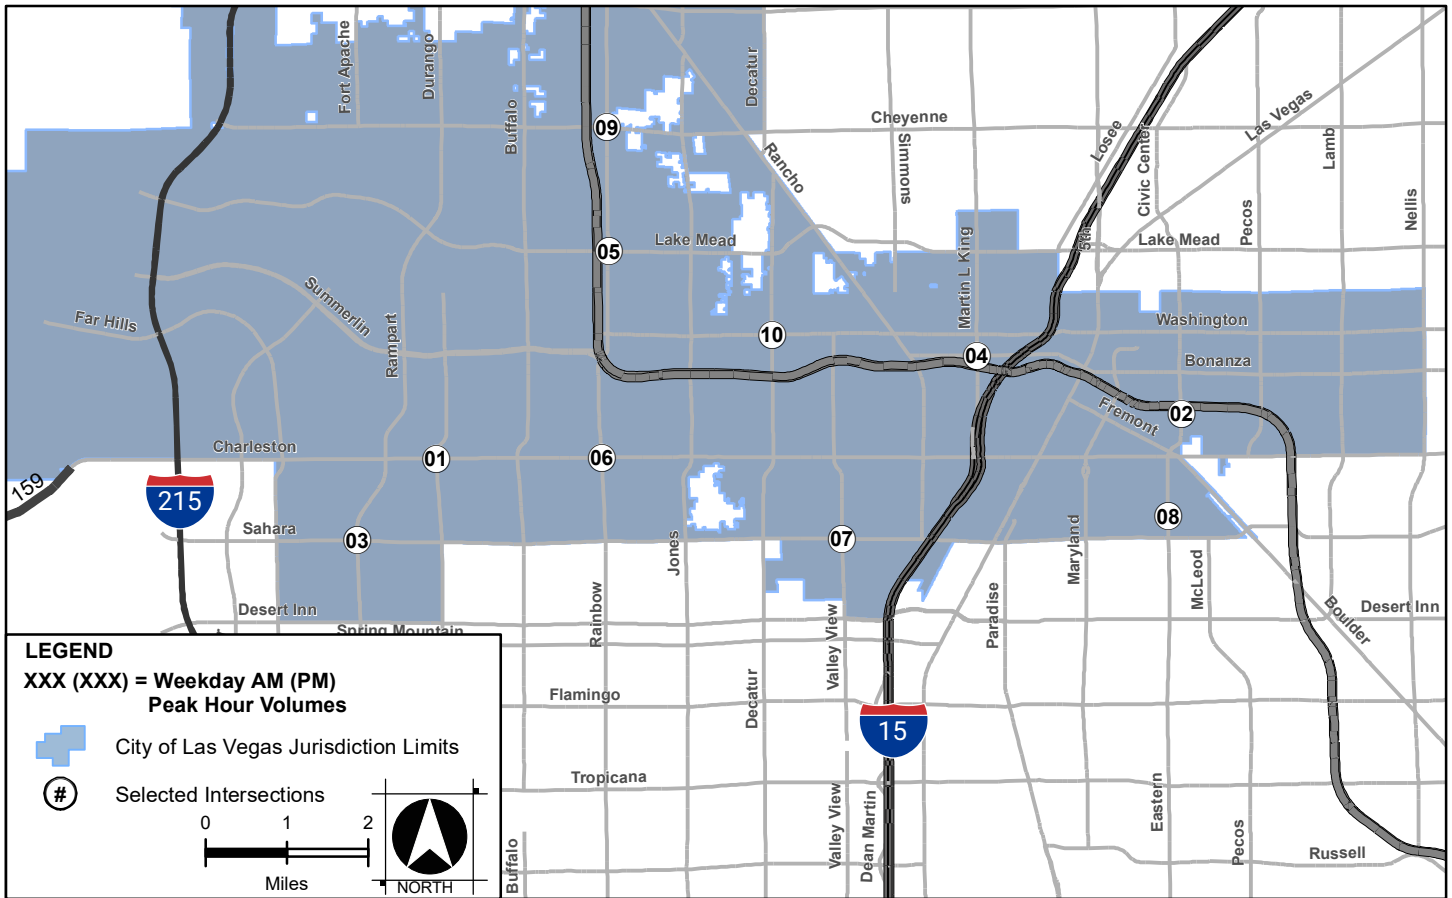 Fort Apache
Durango
Buffalo
Decatur
09
Cheyenne
Simmons
Rancho
Losee
Civic Center
Las Vegas
Lamb
Pecos
Nellis
05
Lake Mead
Martin L King
5th
Lake Mead
Summerlin
Far Hills
Rampart
10
Washington
04
Bonanza
02
Fremont
Charleston
01
06
159
215
Sahara
03
Jones
07
08
Maryland
McLeod
Desert Inn
Spring Mountain
Rainbow
Valley View
Paradise
Boulder
Desert Inn
Flamingo
Decatur
15
Tropicana
Valley View
Dean Martin
Eastern
Pecos
Russell
Buffalo
LEGEND
XXX (XXX) = Weekday AM (PM)
Peak Hour Volumes
City of Las Vegas Jurisdiction Limits
# Selected Intersections
0 1 2
Miles
NORTH